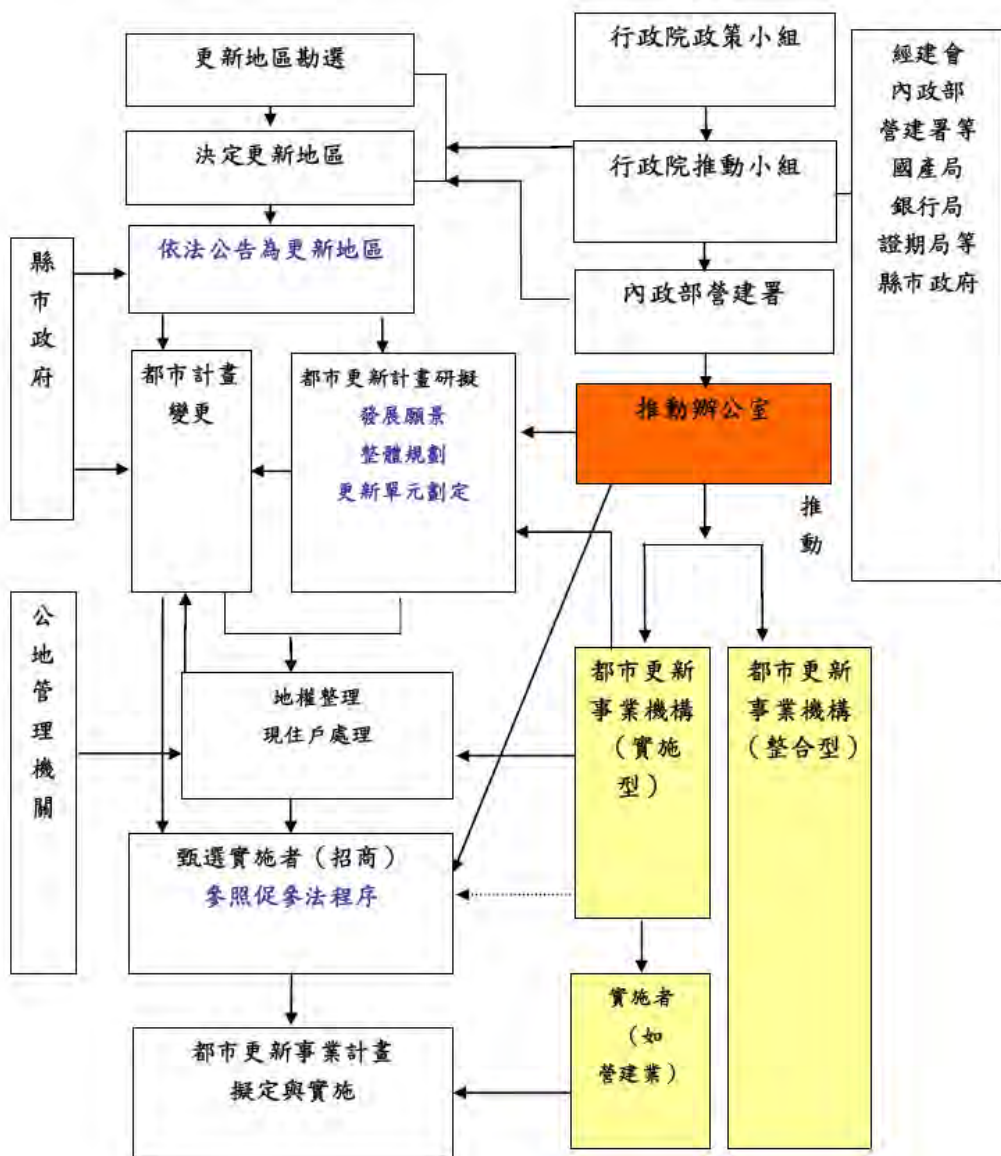 更新地區勘選
決定更新地區
依法公告為更新地區
縣市政府
都市計畫
變更
都市更新計畫研擬
發展願景
整體規劃
更新單元劃定
公地管理機關
地權整理
現住戶處理
甄選實施者（招商）
參照促參法程序
都市更新事業計畫
擬定與實施
行政院政策小組
行政院推動小組
內政部營建署
推動辦公室
推動
都市更新
事業機構
（實施
型）
都市更新
事業機構
（整合型）
實施者
（如
營建業）
經建會
內政部
營建署等
國產局
銀行局
證期局等
縣市政府